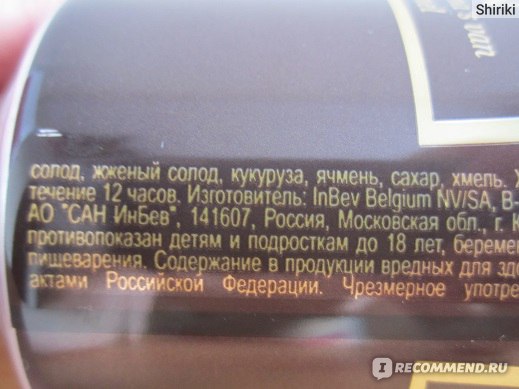 Shiriki
van
солод, жженый солод, кукуруза, ячмень, сахар, хмель. Х
течение 12 часов. Изготовитель: InBev Belgium NV/SA, B-
АО "САН ИнБев", 141607, Россия, Московская обл., г. К
противопоказан детям и подросткам до 18 лет, беремен
пищеварения. Содержание в продукции вредных для здо
актами Российской Федерации. Чрезмерное употре
I RECOMMEND.RU